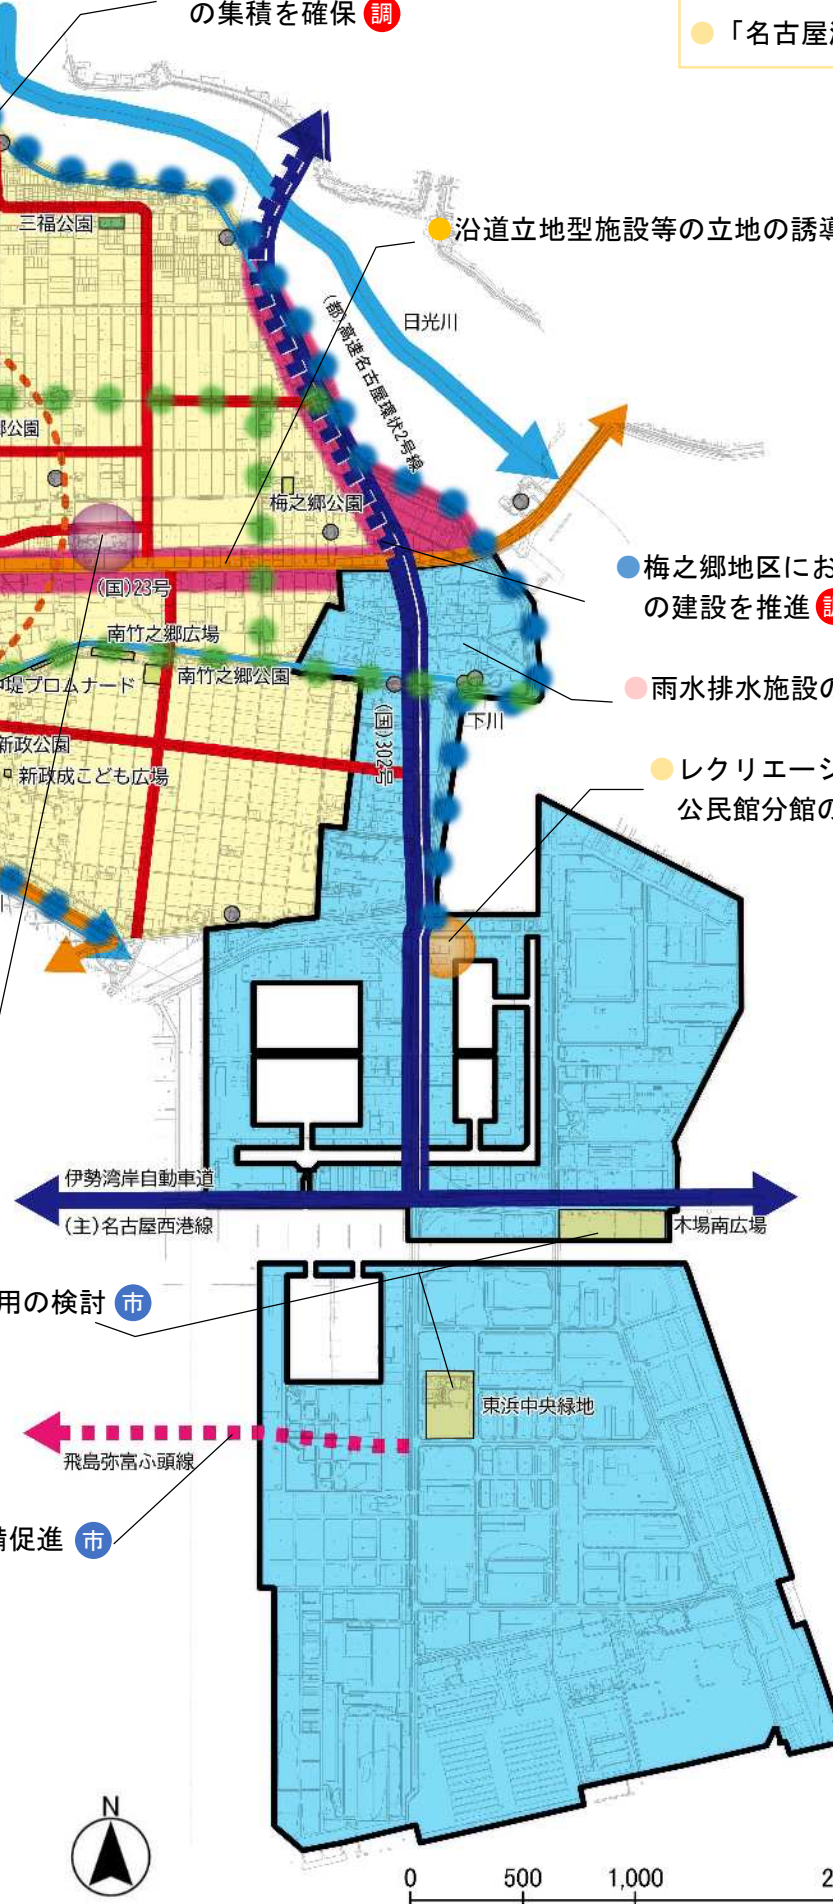 の集積を確保 調
「名古屋
三福公園
沿道立地型施設等の立地の誘
日光川
(都)高速名古屋環状2号線
公園
梅之郷公園
梅之郷地区にお
の建設を推進
(国)23号
南竹之郷広場
堤プロムナード
南竹之郷公園
雨水排水施設の
(国)302号
下川
新政公園
新政成こども広場
レクリエーシ
公民館分館の
伊勢湾岸自動車道
(主)名古屋西港線
木場南広場
用の検討 市
東浜中央緑地
飛島弥富ふ頭線
促進 市
N
0 500 1,000 2